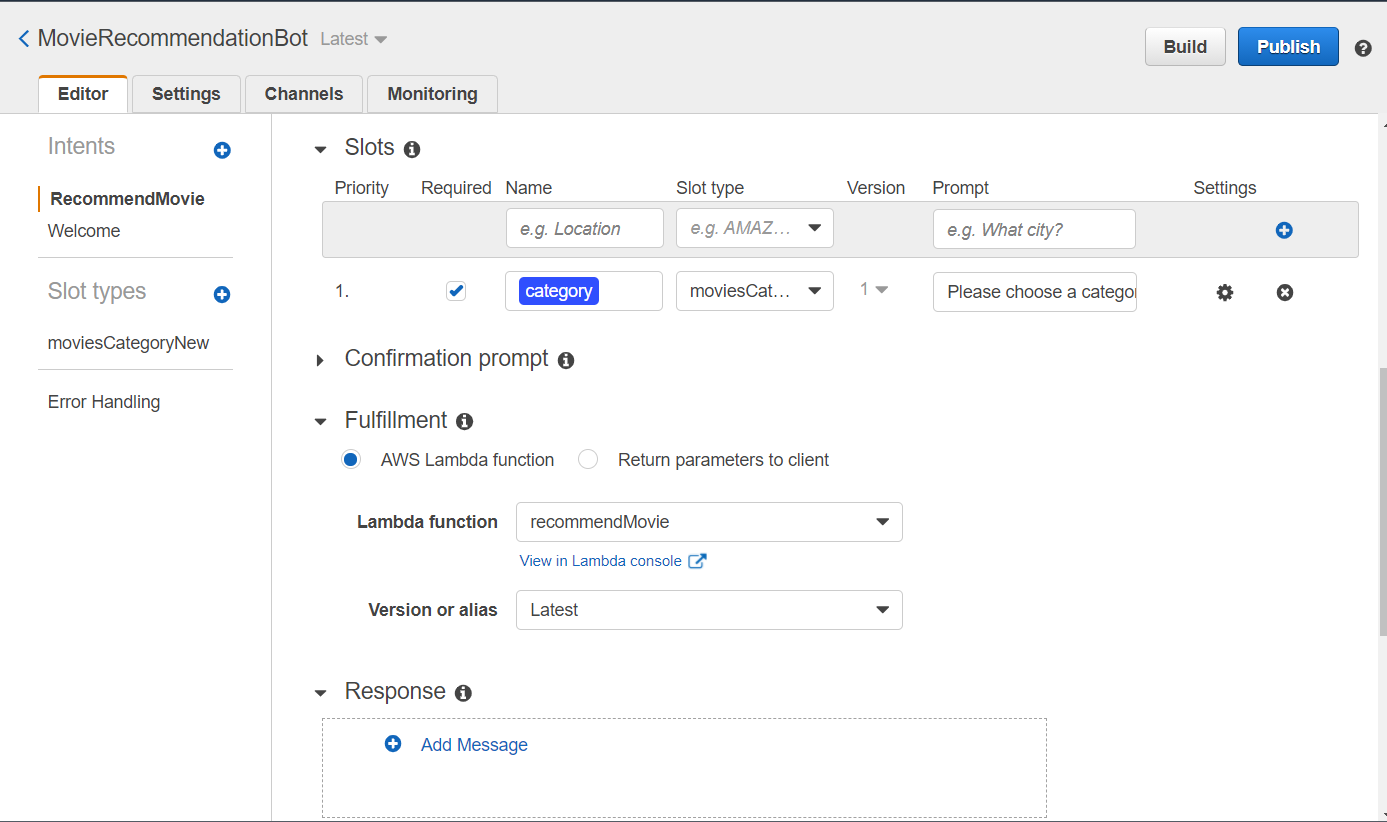 MovieRecommendationBot Latest
Build Publish
Editor Settings Channels Monitoring
Intents
RecommendMovie
Welcome
Slot types
moviesCategoryNew
Error Handling
Slots
Priority Required Name Slot type Version Prompt Settings
e.g. Location e.g. AMAZ... e.g. What city?
1. category moviesCat... 1 Please choose a catego
Confirmation prompt
Fulfillment
AWS Lambda function Return parameters to client
Lambda function recommendMovie
View in Lambda console
Version or alias Latest
Response
Add Message